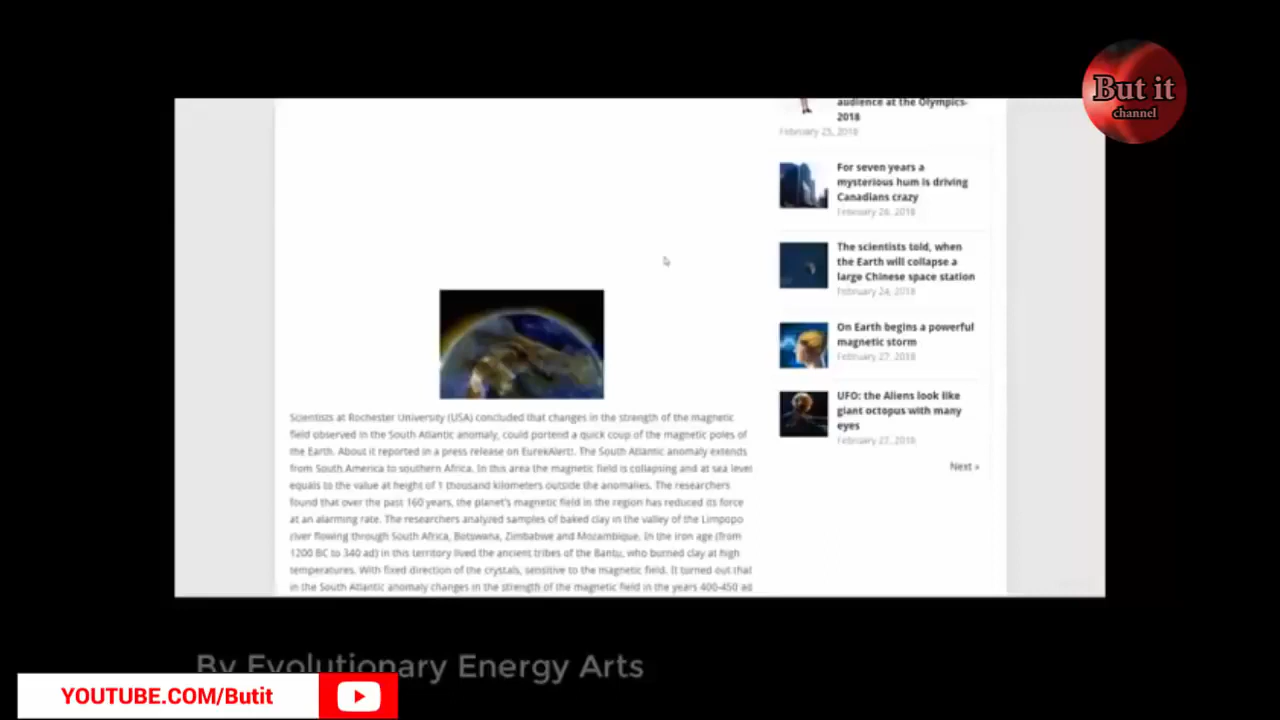 But it
channel
audience at the Olympics-
2018
February 25, 2018
For seven years a
mysterious hum is driving
Canadians crazy
February 26, 2018
The scientists told, when
the Earth will collapse a
large Chinese space station
February 24, 2018
On Earth begins a powerful
magnetic storm
February 27, 2018
UFO: the Aliens look like
giant octopus with many
eyes
February 27, 2018
Next »
Scientists at Rochester University (USA) concluded that changes in the strength of the magnetic
field observed in the South Atlantic anomaly, could portend a quick coup of the magnetic poles of
the Earth. About it reported in a press release on EurekAlert!. The South Atlantic anomaly extends
from South America to southern Africa. In this area the magnetic field is collapsing and at sea level
equals to the value at height of 1 thousand kilometers outside the anomalies. The researchers
found that over the past 160 years, the planet's magnetic field in the region has reduced its force
at an alarming rate. The researchers analyzed samples of baked clay in the valley of the Limpopo
river flowing through South Africa, Botswana, Zimbabwe and Mozambique. In the iron age (from
1200 BC to 340 ad) in this territory lived the ancient tribes of the Bantu, who burned clay at high
temperatures. With fixed direction of the crystals, sensitive to the magnetic field. It turned out that
in the South Atlantic anomaly changes in the strength of the magnetic field in the years 400-450 ad
By Evolutionary Energy Arts
YOUTUBE.COM/Butit